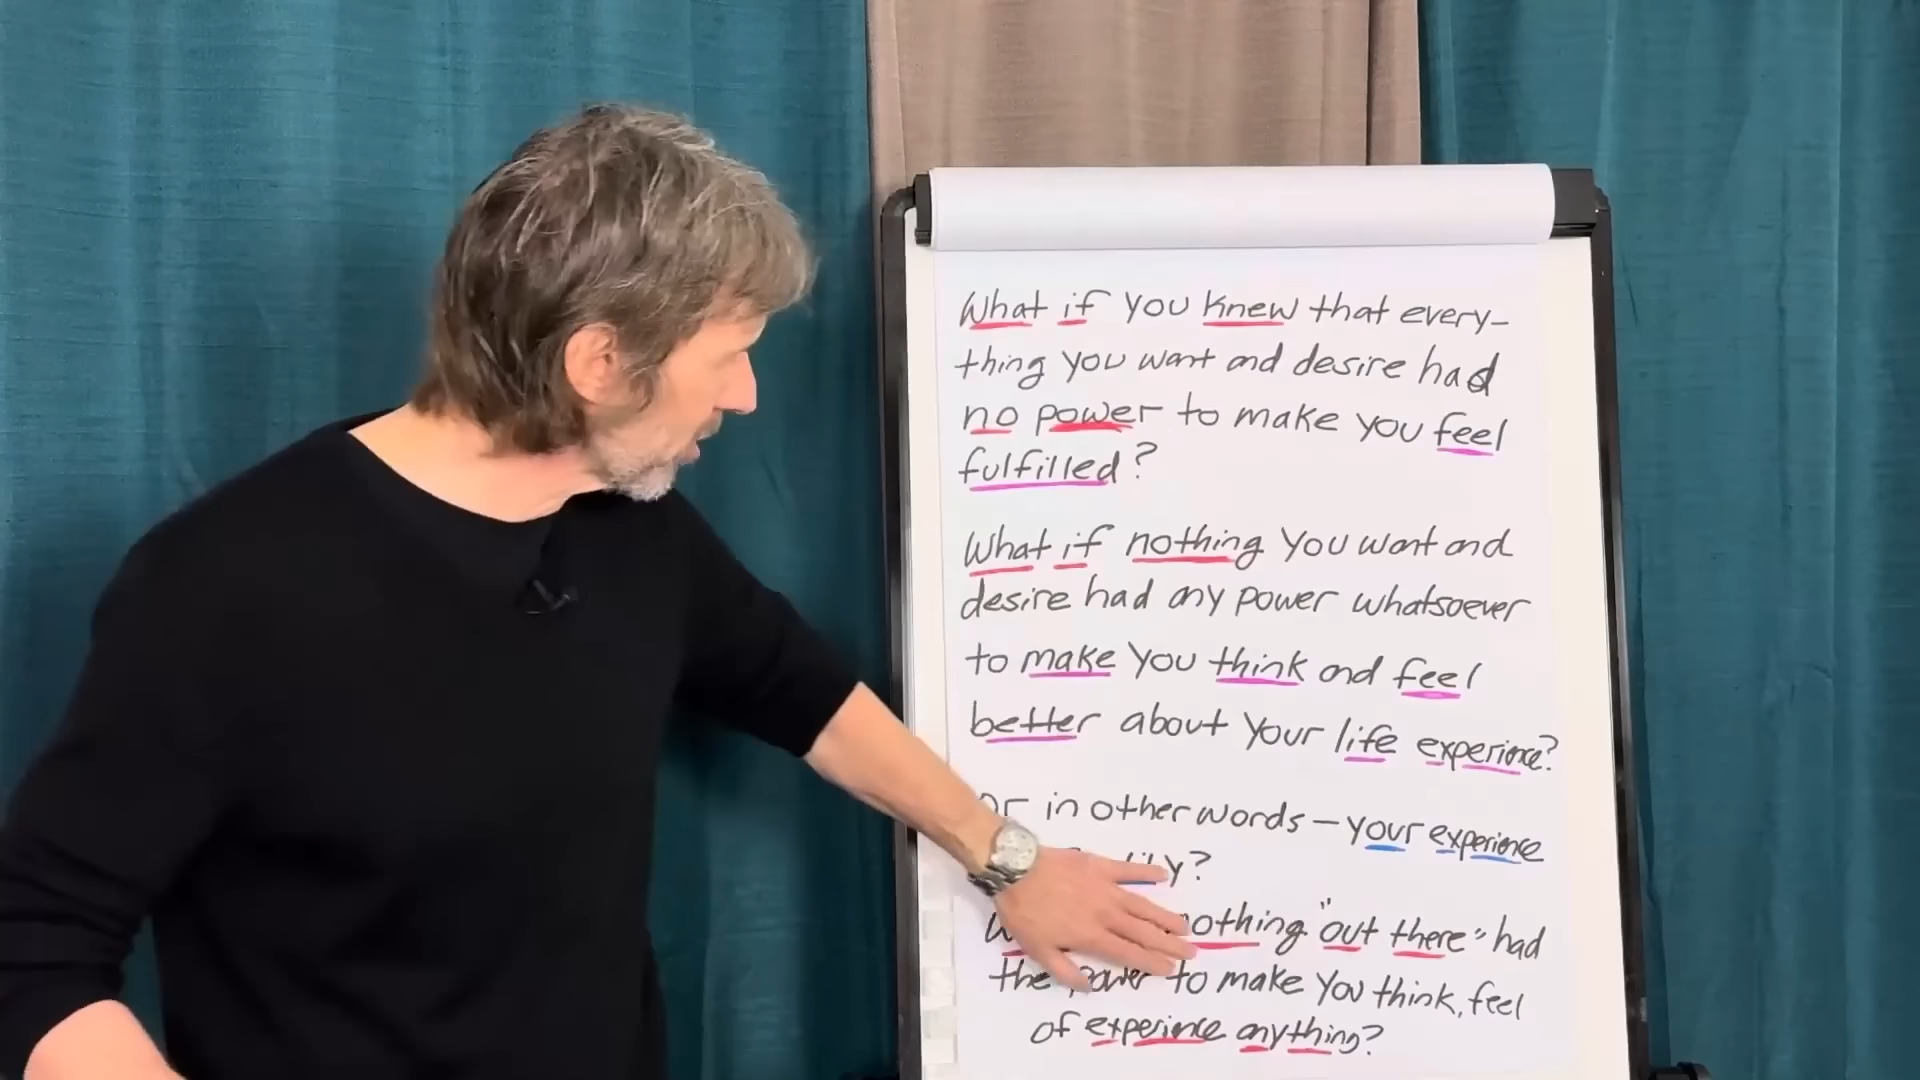 What if you knew that every-
thing you want and desire had
no power to make you feel
fulfilled?
What if nothing you want and
desire had any power whatsoever
to make you think and feel
better about your life experience?
or in other words - your experience
?
nothing "out there" had
the power to make you think, feel
of experience anything?